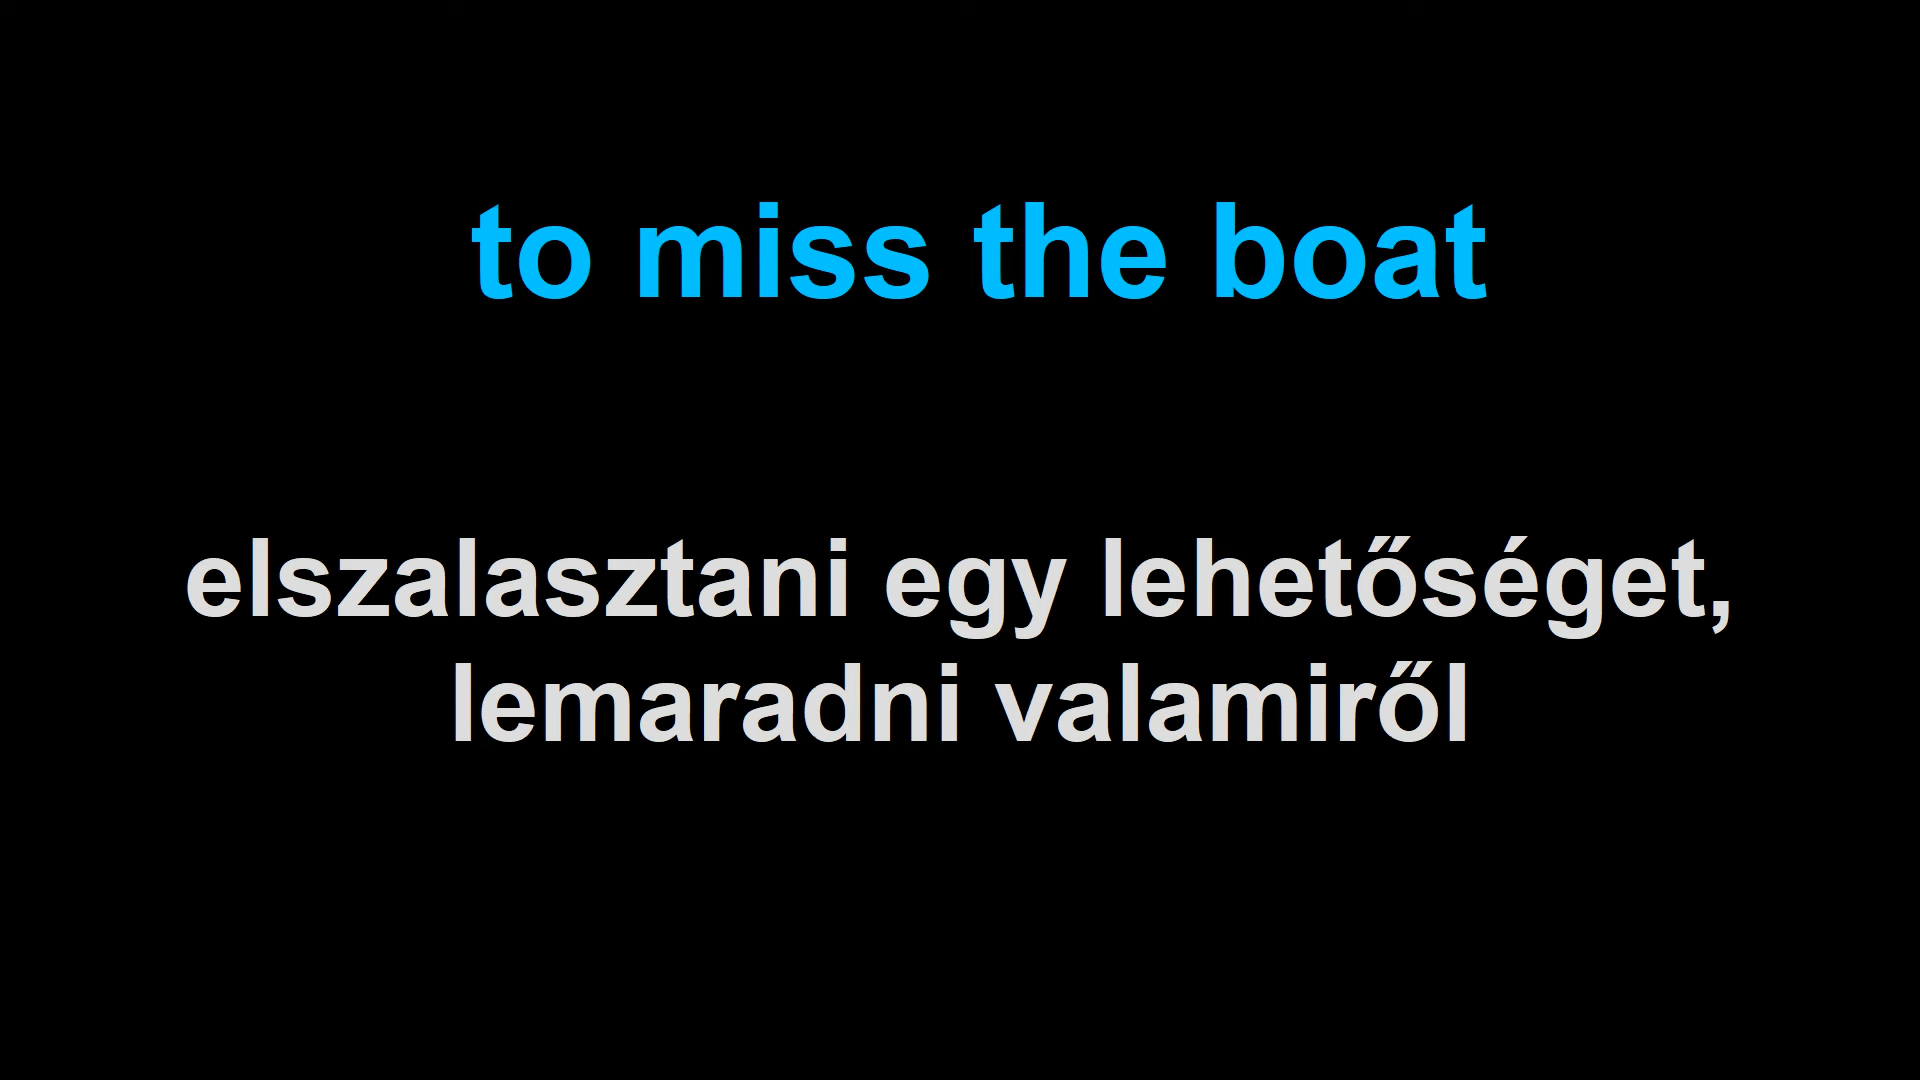 to miss the boat
elszalasztani egy lehetőséget,
lemaradni valamiről